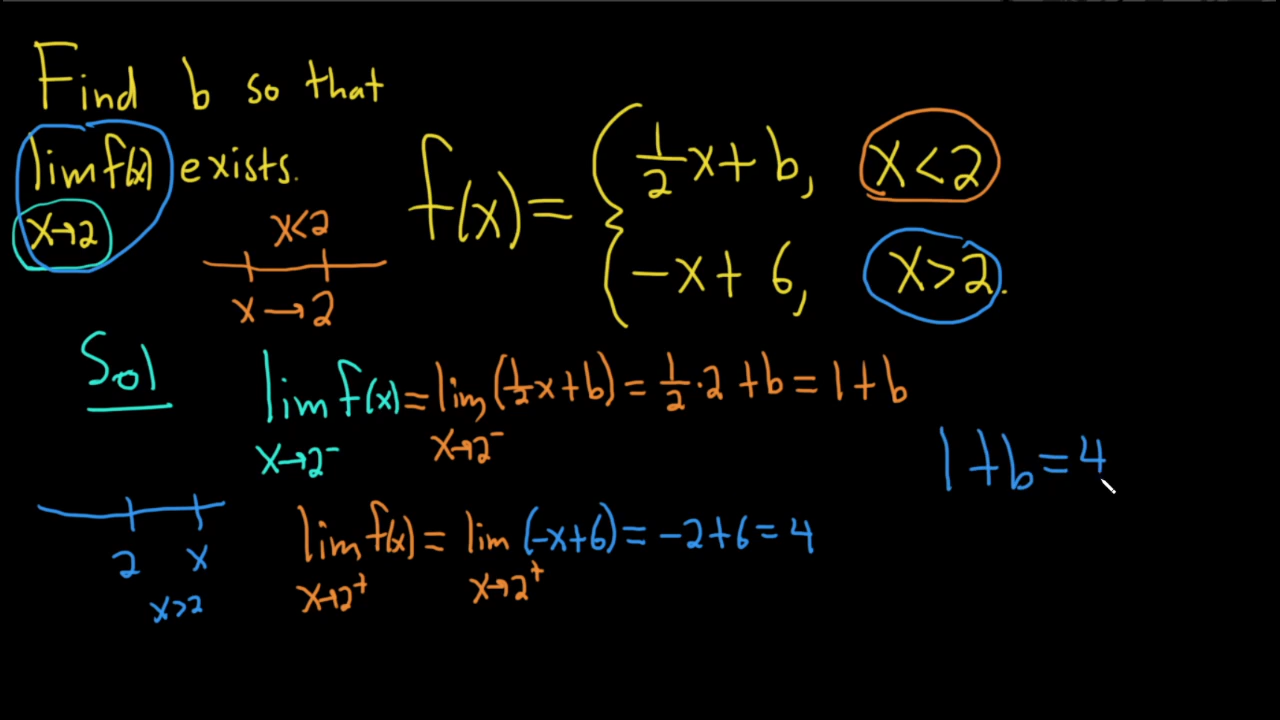 Find b so that
lim f(x) exists.
x→2
f(x) = { ½x + b, x<2
-x + 6, x>2.
x<2
x → 2
Sol
lim f(x) = lim (½x + b) = ½·2 + b = 1 + b
x→2⁻ x→2⁻
1 + b = 4
2 x
x>2
lim f(x) = lim (-x+6) = -2+6 = 4
x→2⁺ x→2⁺